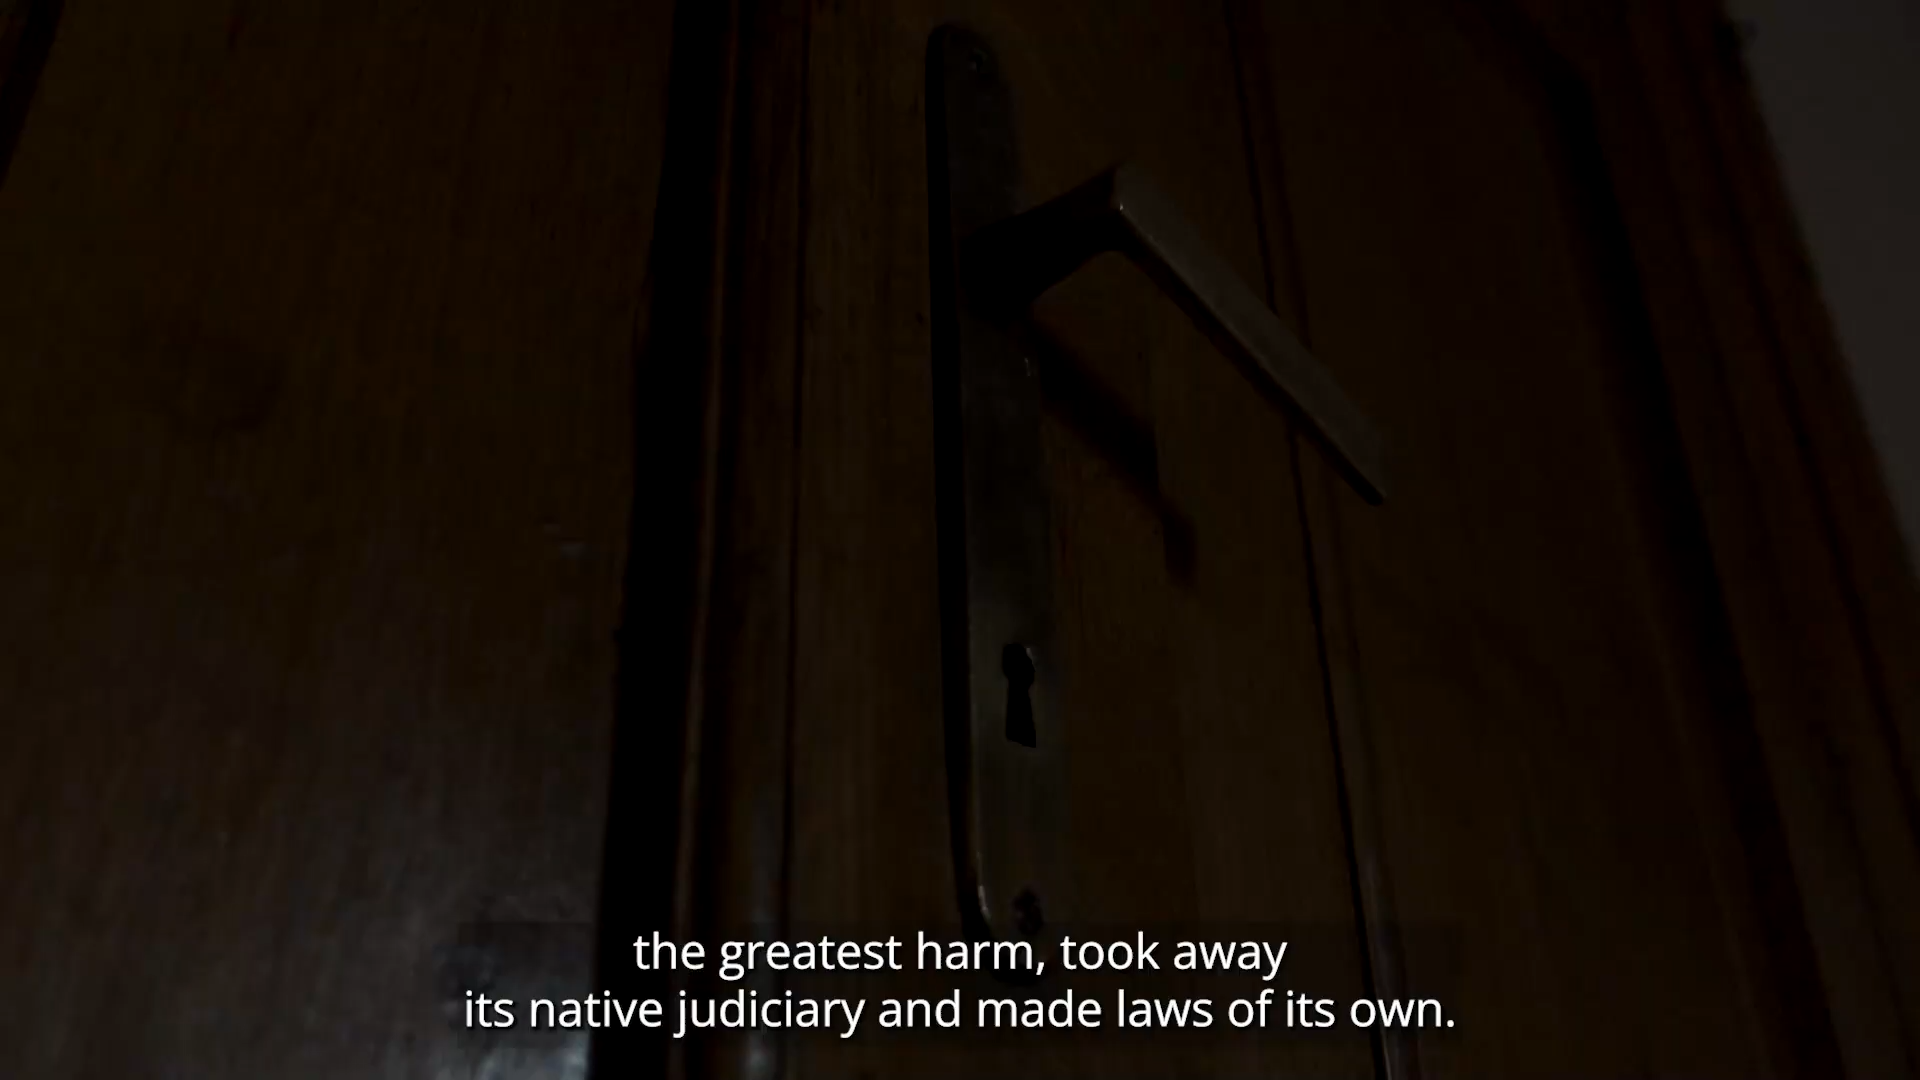 the greatest harm, took away
its native judiciary and made laws of its own.